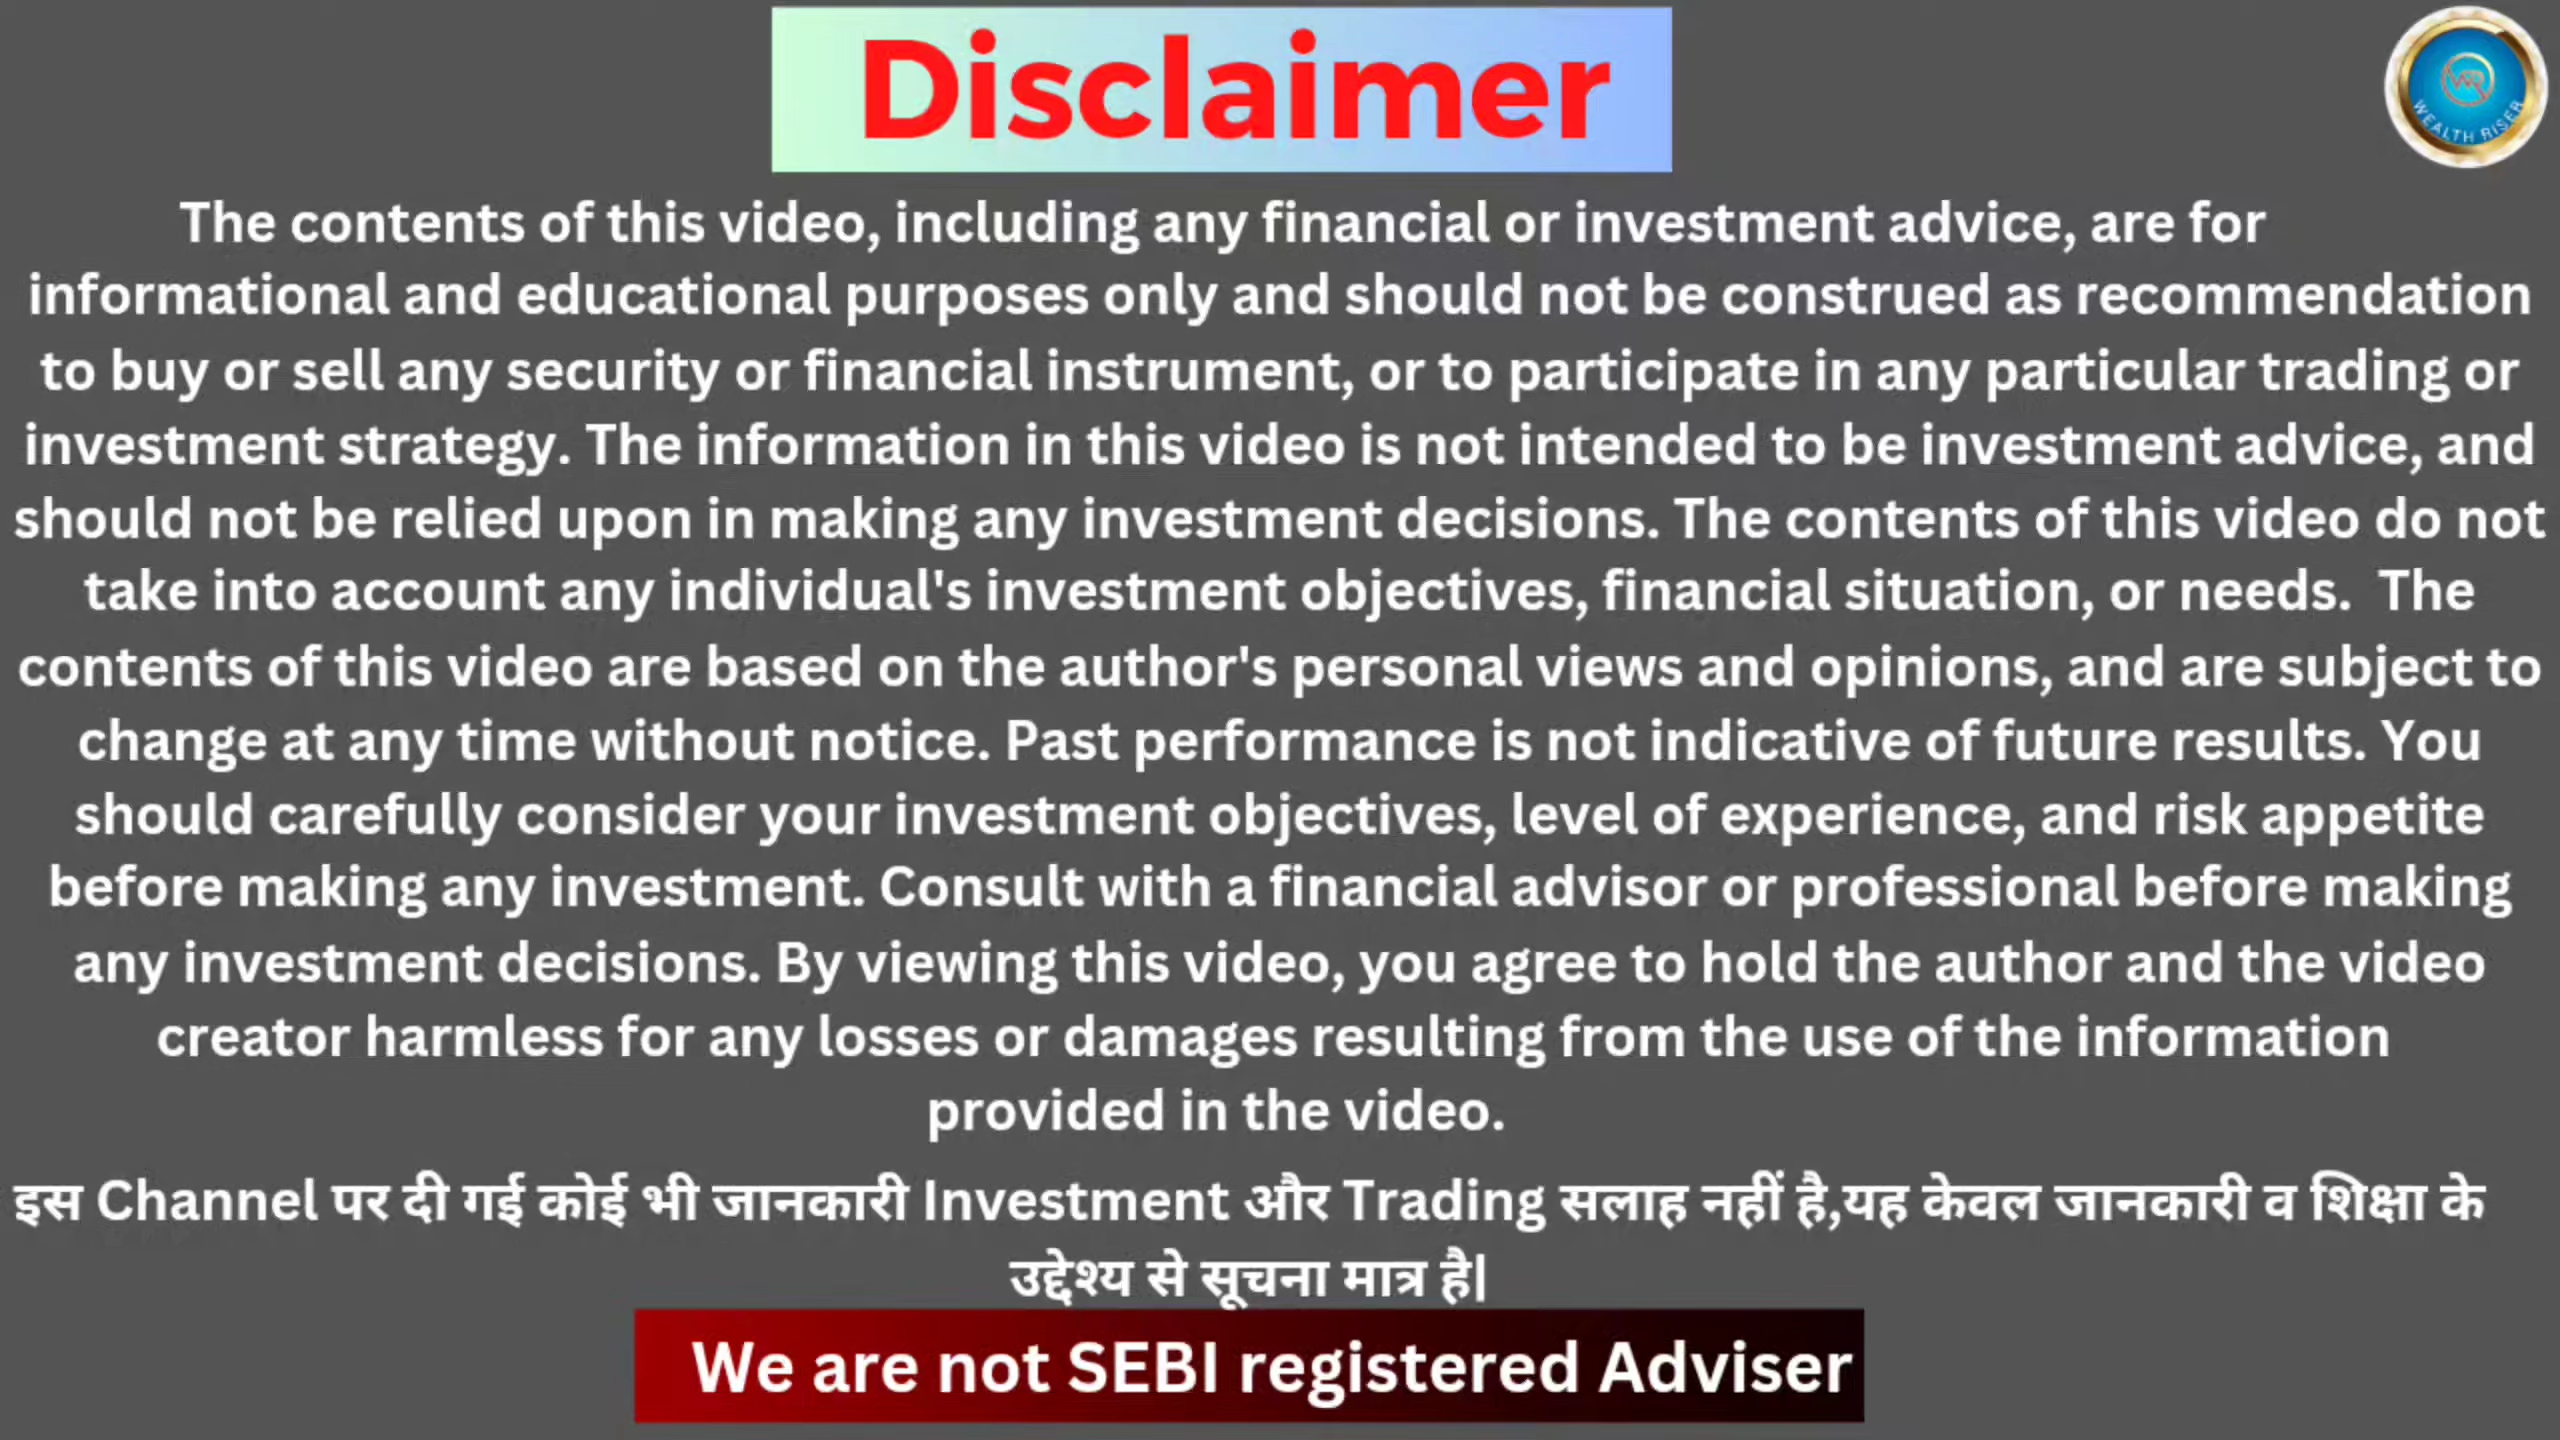 Disclaimer
WEALTH RISER
The contents of this video, including any financial or investment advice, are for
informational and educational purposes only and should not be construed as recommendation
to buy or sell any security or financial instrument, or to participate in any particular trading or
investment strategy. The information in this video is not intended to be investment advice, and
should not be relied upon in making any investment decisions. The contents of this video do not
take into account any individual's investment objectives, financial situation, or needs.  The
contents of this video are based on the author's personal views and opinions, and are subject to
change at any time without notice. Past performance is not indicative of future results. You
should carefully consider your investment objectives, level of experience, and risk appetite
before making any investment. Consult with a financial advisor or professional before making
any investment decisions. By viewing this video, you agree to hold the author and the video
creator harmless for any losses or damages resulting from the use of the information
provided in the video.
इस Channel पर दी गई कोई भी जानकारी Investment और Trading सलाह नहीं है,यह केवल जानकारी व शिक्षा के
उद्देश्य से सूचना मात्र है|
We are not SEBI registered Adviser